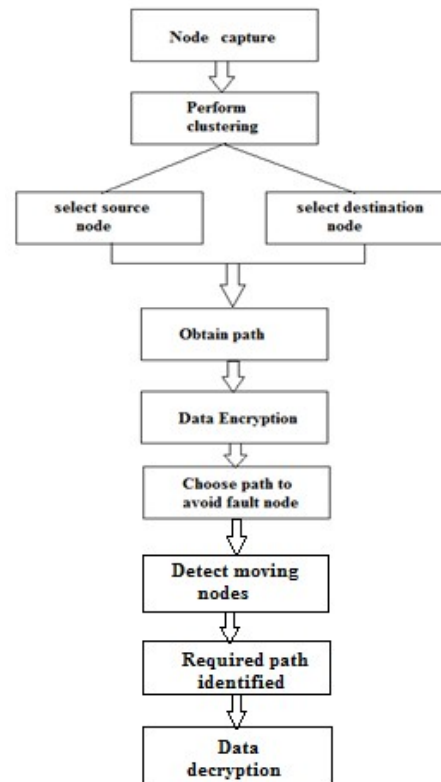 Node capture
Perform
clustering
select source
node
select destination
node
Obtain path
Data Encryption
Choose path to
avoid fault node
Detect moving
nodes
Required path
identified
Data
decryption